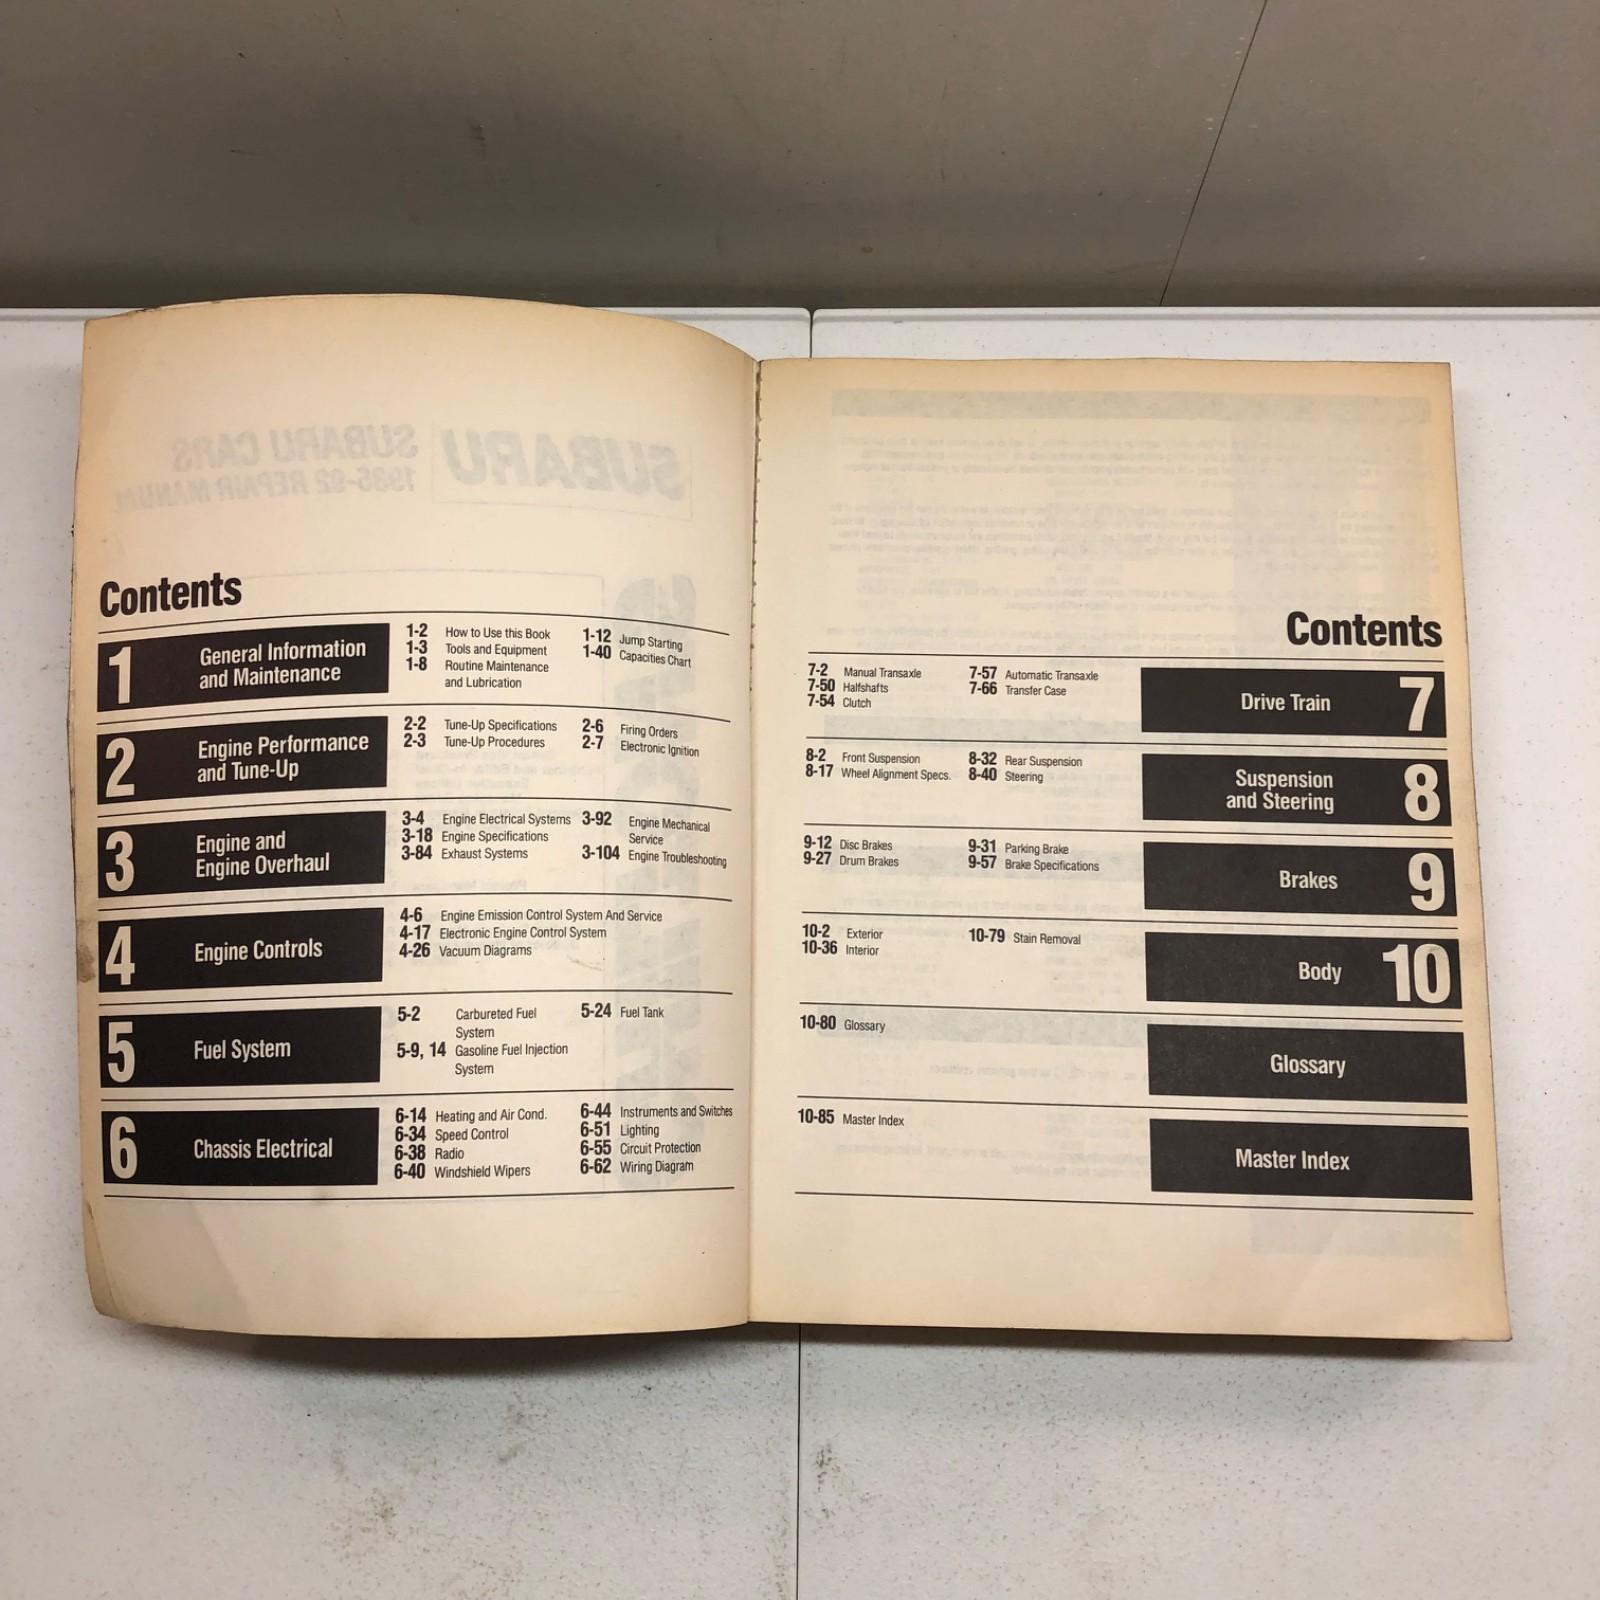 SUBARU
SUBARU CARS
1985-92 REPAIR MANUAL
Contents
1 General Information
and Maintenance
1-2 How to Use this Book
1-3 Tools and Equipment
1-8 Routine Maintenance
and Lubrication
1-12 Jump Starting
1-40 Capacities Chart
2 Engine Performance
and Tune-Up
2-2 Tune-Up Specifications
2-3 Tune-Up Procedures
2-6 Firing Orders
2-7 Electronic Ignition
3 Engine and
Engine Overhaul
3-4 Engine Electrical Systems
3-18 Engine Specifications
3-84 Exhaust Systems
3-92 Engine Mechanical
Service
3-104 Engine Troubleshooting
4 Engine Controls
4-6 Engine Emission Control System And Service
4-17 Electronic Engine Control System
4-26 Vacuum Diagrams
5 Fuel System
5-2 Carbureted Fuel
System
5-9, 14 Gasoline Fuel Injection
System
5-24 Fuel Tank
6 Chassis Electrical
6-14 Heating and Air Cond.
6-34 Speed Control
6-38 Radio
6-40 Windshield Wipers
6-44 Instruments and Switches
6-51 Lighting
6-55 Circuit Protection
6-62 Wiring Diagram
Contents
7-2 Manual Transaxle
7-50 Halfshafts
7-54 Clutch
7-57 Automatic Transaxle
7-66 Transfer Case
Drive Train 7
8-2 Front Suspension
8-17 Wheel Alignment Specs.
8-32 Rear Suspension
8-40 Steering
Suspension
and Steering 8
9-12 Disc Brakes
9-27 Drum Brakes
9-31 Parking Brake
9-57 Brake Specifications
Brakes 9
10-2 Exterior
10-36 Interior
10-79 Stain Removal
Body 10
10-80 Glossary
Glossary
10-85 Master Index
Master Index